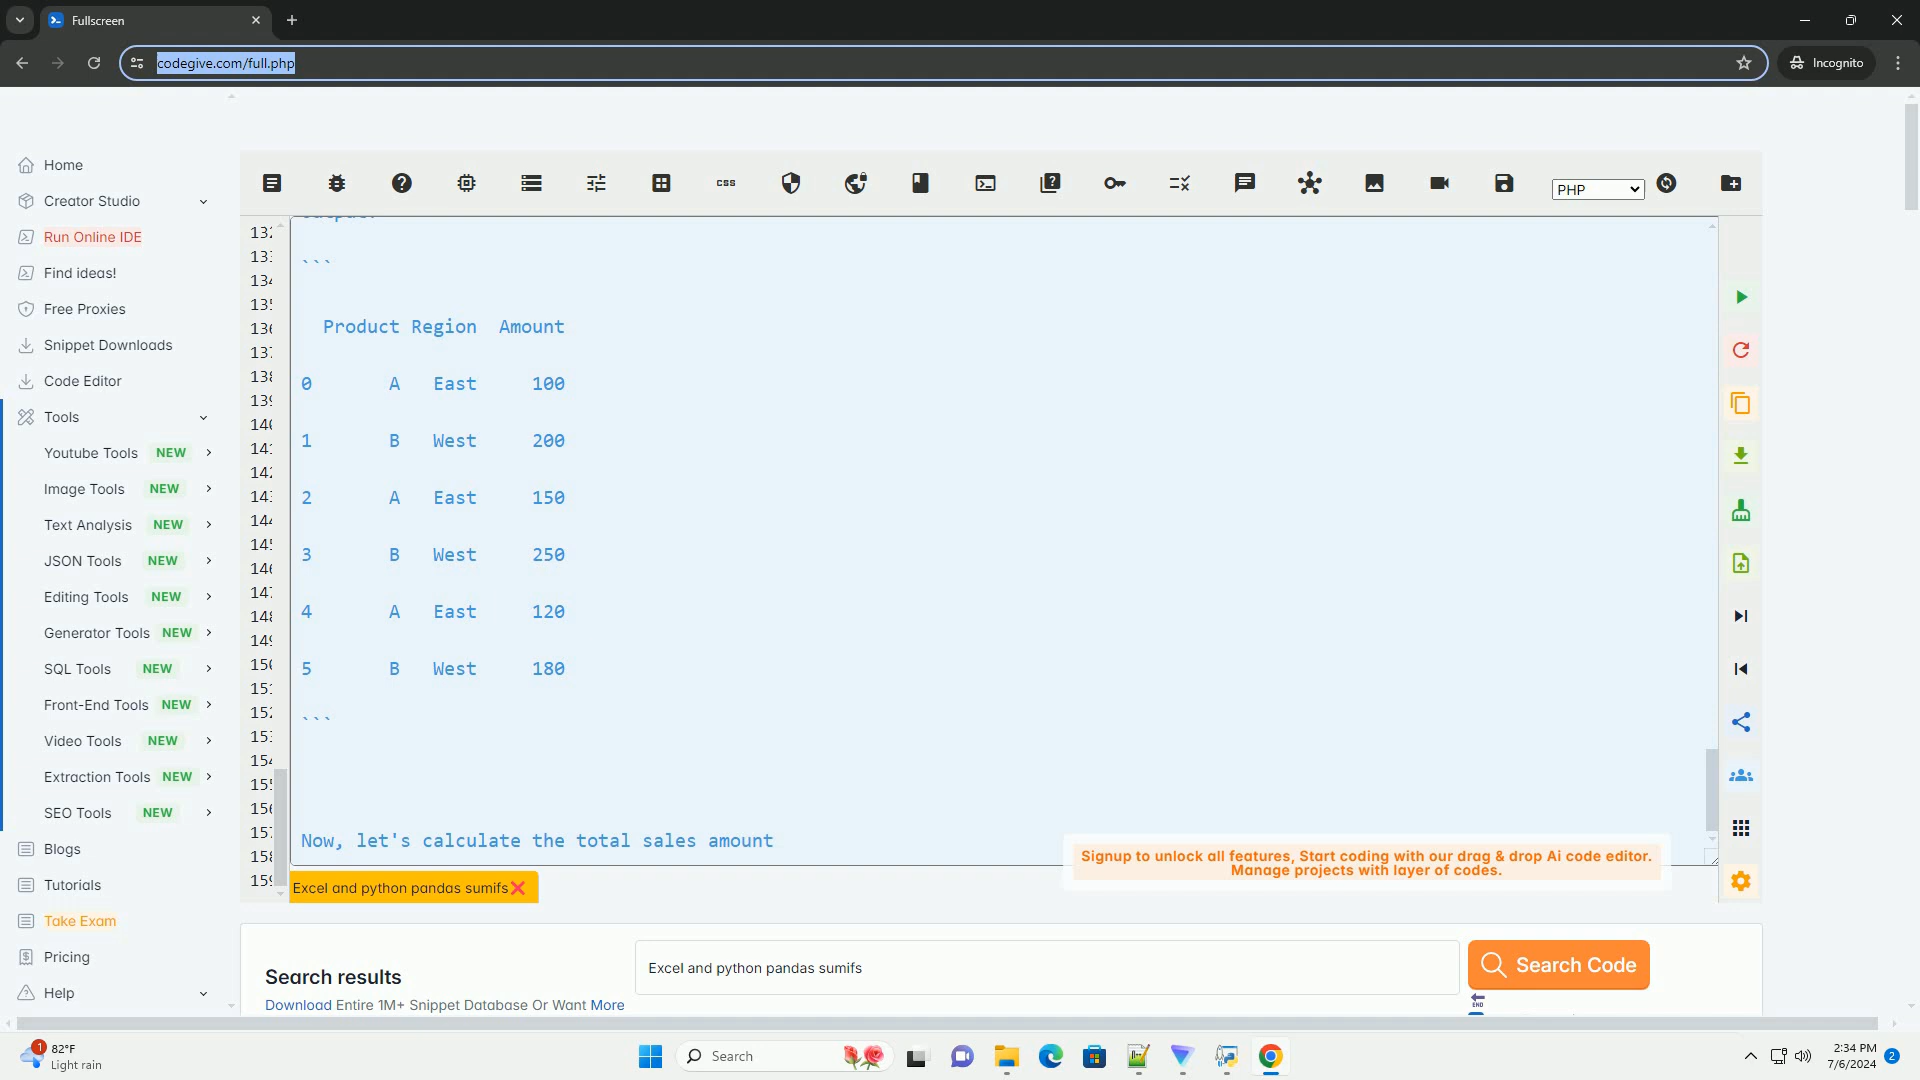 Fullscreen
codegive.com/full.php
Incognito
Home
Creator Studio
Run Online IDE
Find ideas!
Free Proxies
Snippet Downloads
Code Editor
Tools
Youtube Tools NEW
Image Tools NEW
Text Analysis NEW
JSON Tools NEW
Editing Tools NEW
Generator Tools NEW
SQL Tools NEW
Front-End Tools NEW
Video Tools NEW
Extraction Tools NEW
SEO Tools NEW
Blogs
Tutorials
Take Exam
Pricing
Help
css
PHP
```
Product Region Amount
0 A East 100
1 B West 200
2 A East 150
3 B West 250
4 A East 120
5 B West 180
```
Now, let's calculate the total sales amount
Signup to unlock all features, Start coding with our drag & drop Ai code editor.
Manage projects with layer of codes.
Excel and python pandas sumifs
Search results
Excel and python pandas sumifs
Search Code
Download Entire 1M+ Snippet Database Or Want More
END
1
82°F
Light rain
Search
2:34 PM
7/6/2024
2